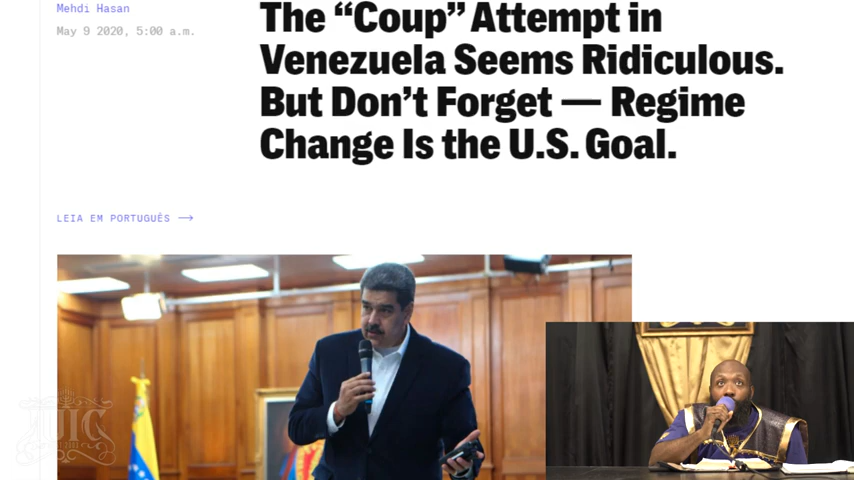 Mehdi Hasan
May 9 2020, 5:00 a.m.
The “Coup” Attempt in
Venezuela Seems Ridiculous.
But Don’t Forget — Regime
Change Is the U.S. Goal.
LEIA EM PORTUGUÊS →
UIC